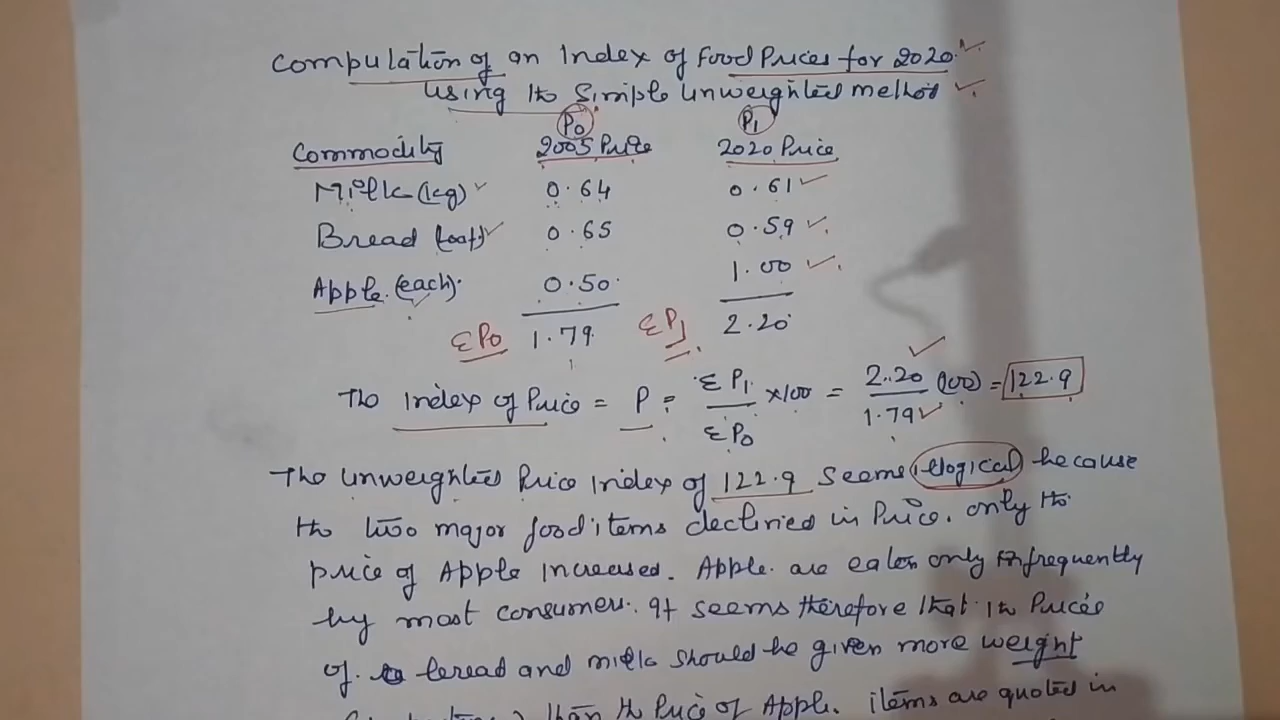 Computation of an Index of Food Prices for 2020
using the Simple Unweighted method
P0 P1
Commodity 2005 Price 2020 Price
Milk (kg) 0.64 0.61
Bread (loaf) 0.65 0.59
Apple (each). 0.50 1.00
ΣP0 1.79 ΣP1 2.20
The Index of Price = P = ΣP1/ΣP0 ×100 = 2.20/1.79 (100) = 122.9
The Unweighted Price Index of 122.9 seems illogical because
the two major food items declined in Price. only the
price of Apple increased. Apple are eaten only infrequently
by most consumer. It seems therefore that the Prices
of bread and milk should be given more weight
than the Price of Apple. items are quoted in